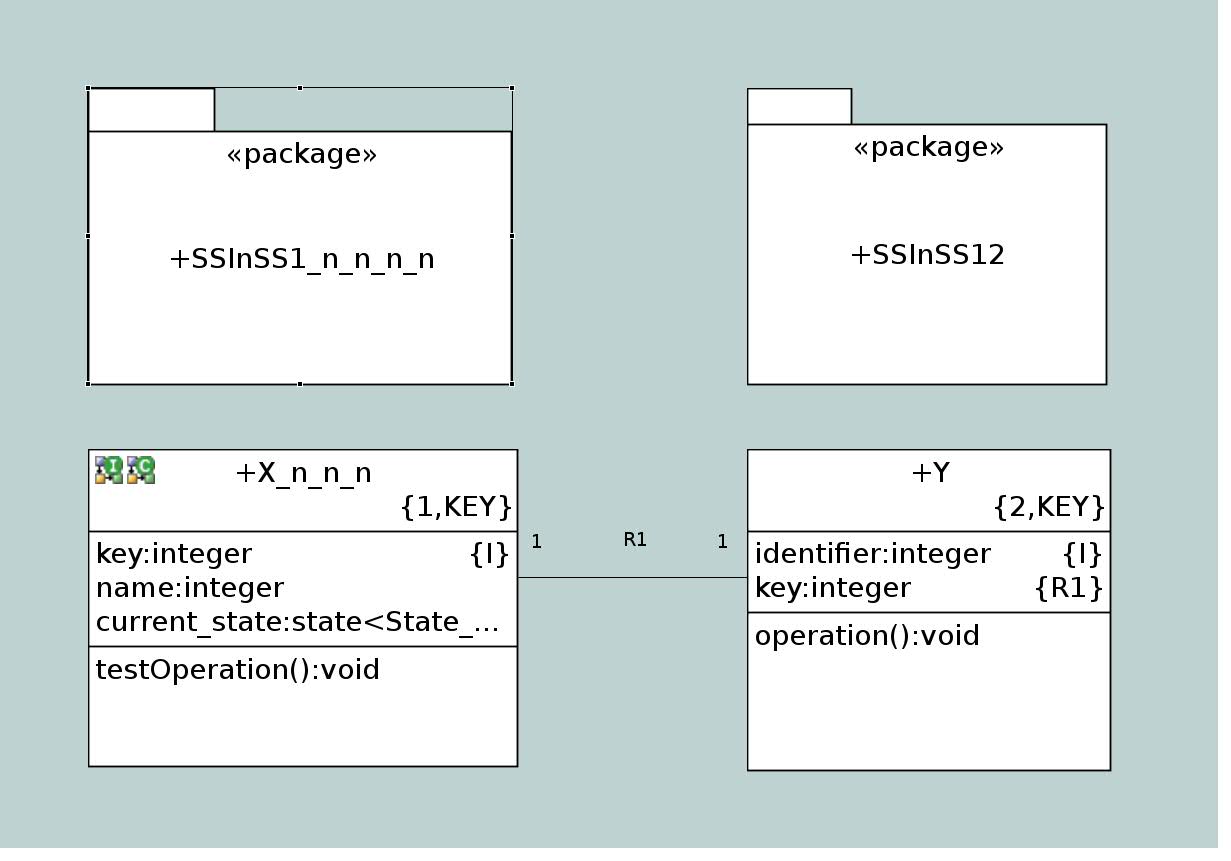 «package»
+SSInSS1_n_n_n_n
«package»
+SSInSS12
I C +X_n_n_n
{1,KEY}
key:integer {I}
name:integer
current_state:state<State_...
testOperation():void
1 R1 1
+Y
{2,KEY}
identifier:integer {I}
key:integer {R1}
operation():void